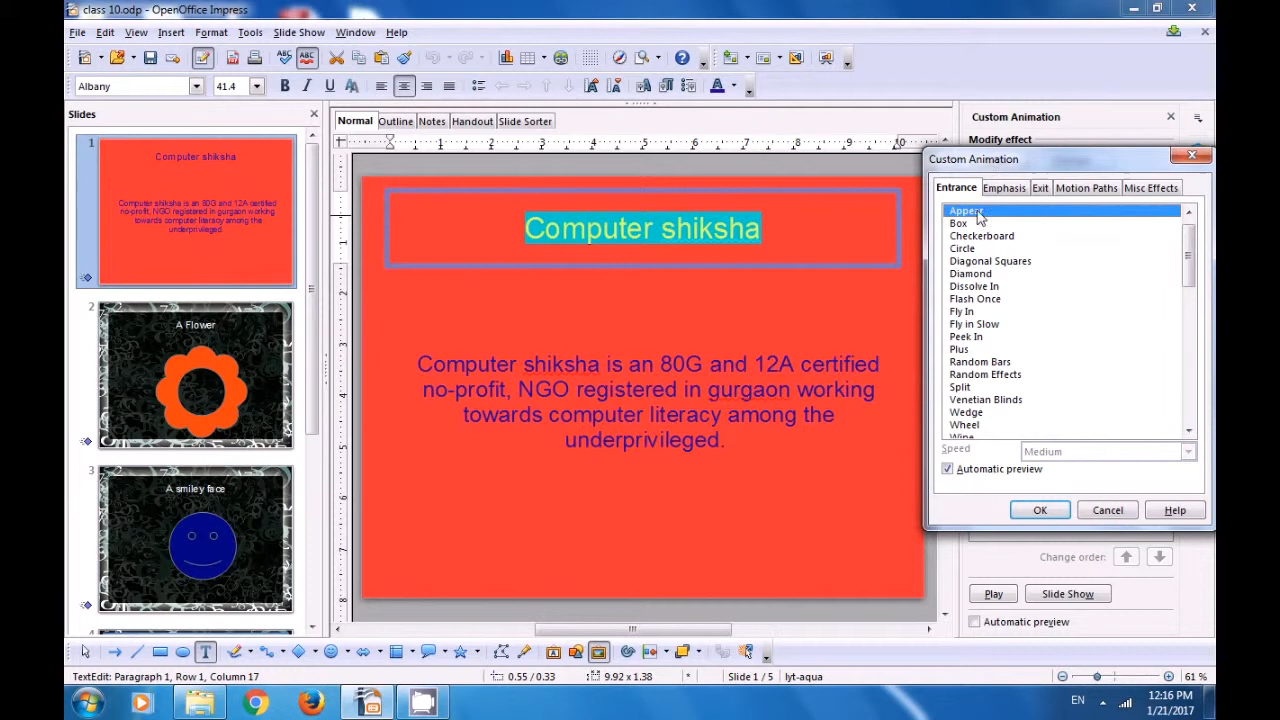 class 10.odp - OpenOffice Impress
File Edit View Insert Format Tools Slide Show Window Help
Albany 41.4
Slides
Normal Outline Notes Handout Slide Sorter
Custom Animation
Modify effect
Custom Animation
Entrance Emphasis Exit Motion Paths Misc Effects
Appear
Box
Checkerboard
Circle
Diagonal Squares
Diamond
Dissolve In
Flash Once
Fly In
Fly in Slow
Peek In
Plus
Random Bars
Random Effects
Split
Venetian Blinds
Wedge
Wheel
Wipe
Speed Medium
Automatic preview
OK Cancel Help
Change order:
Play Slide Show
Automatic preview
1
Computer shiksha
Computer shiksha is an 80G and 12A certified
no-profit, NGO registered in gurgaon working
towards computer literacy among the
underprivileged.
2
A Flower
3
A smiley face
4
Computer shiksha
Computer shiksha is an 80G and 12A certified
no-profit, NGO registered in gurgaon working
towards computer literacy among the
underprivileged.
TextEdit: Paragraph 1, Row 1, Column 17 0.55 / 0.33 9.92 x 1.38 * Slide 1 / 5 lyt-aqua 61 %
EN 12:16 PM
1/21/2017